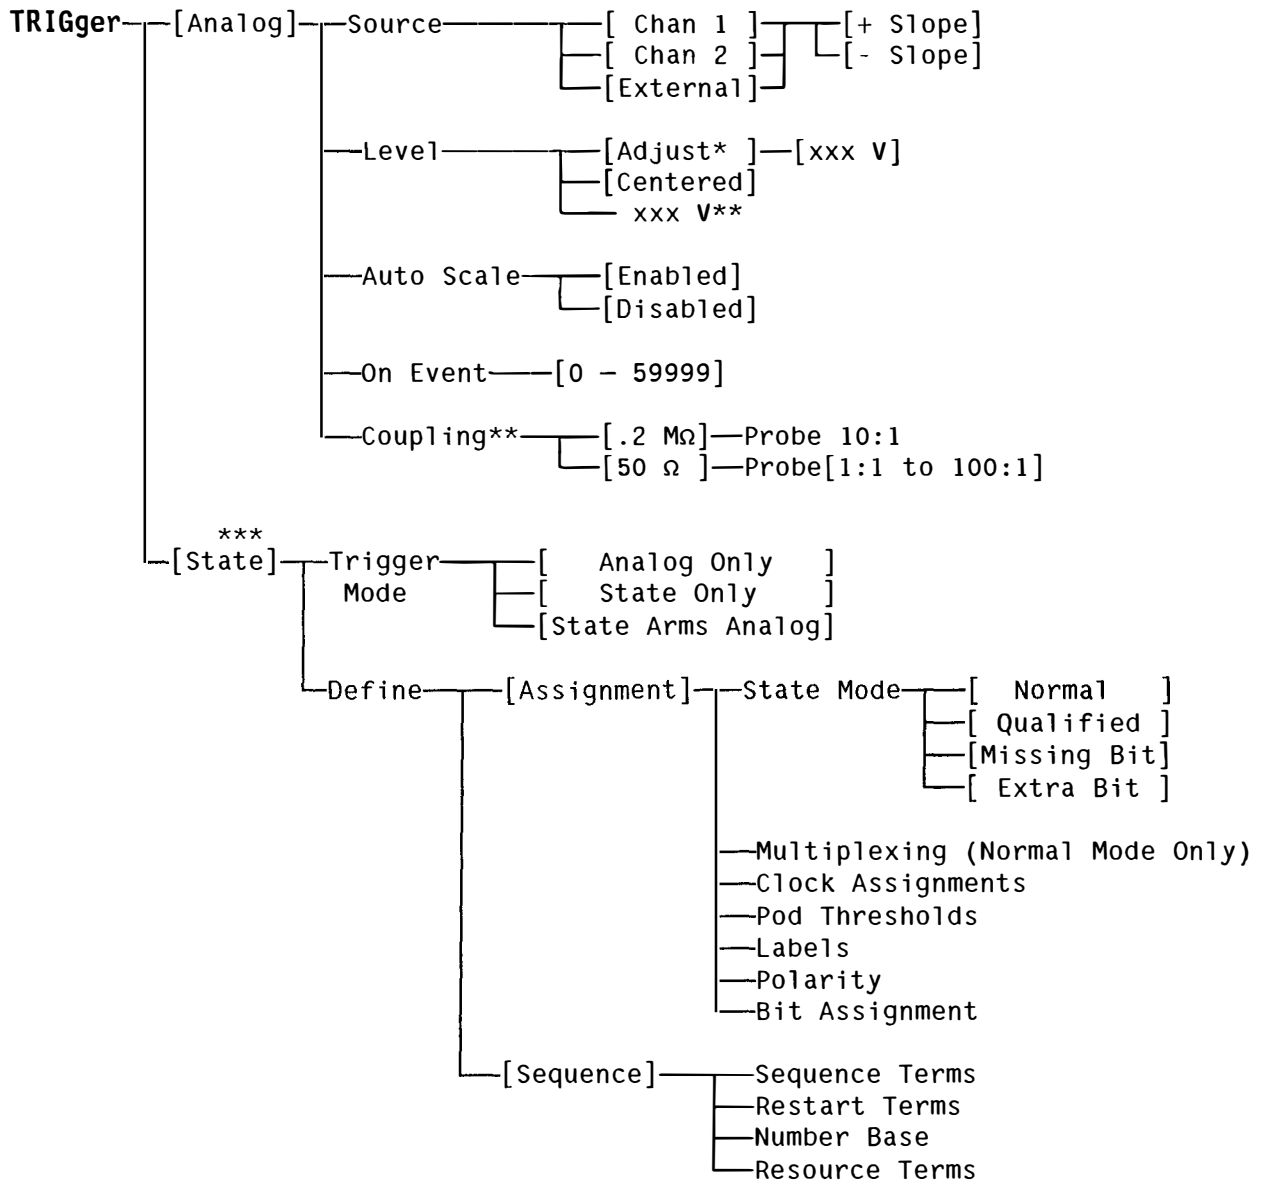 TRIGger [Analog] Source [ Chan 1 ] [+ Slope]
[ Chan 2 ] [- Slope]
[External]
Level [Adjust* ] [xxx V]
[Centered]
xxx V**
Auto Scale [Enabled]
[Disabled]
On Event [0 – 59999]
Coupling** [.2 MΩ] Probe 10:1
[50 Ω ] Probe[1:1 to 100:1]
***
[State] Trigger [ Analog Only ]
Mode [ State Only ]
[State Arms Analog]
Define [Assignment] State Mode [ Normal ]
[ Qualified ]
[Missing Bit]
[ Extra Bit ]
Multiplexing (Normal Mode Only)
Clock Assignments
Pod Thresholds
Labels
Polarity
Bit Assignment
[Sequence] Sequence Terms
Restart Terms
Number Base
Resource Terms